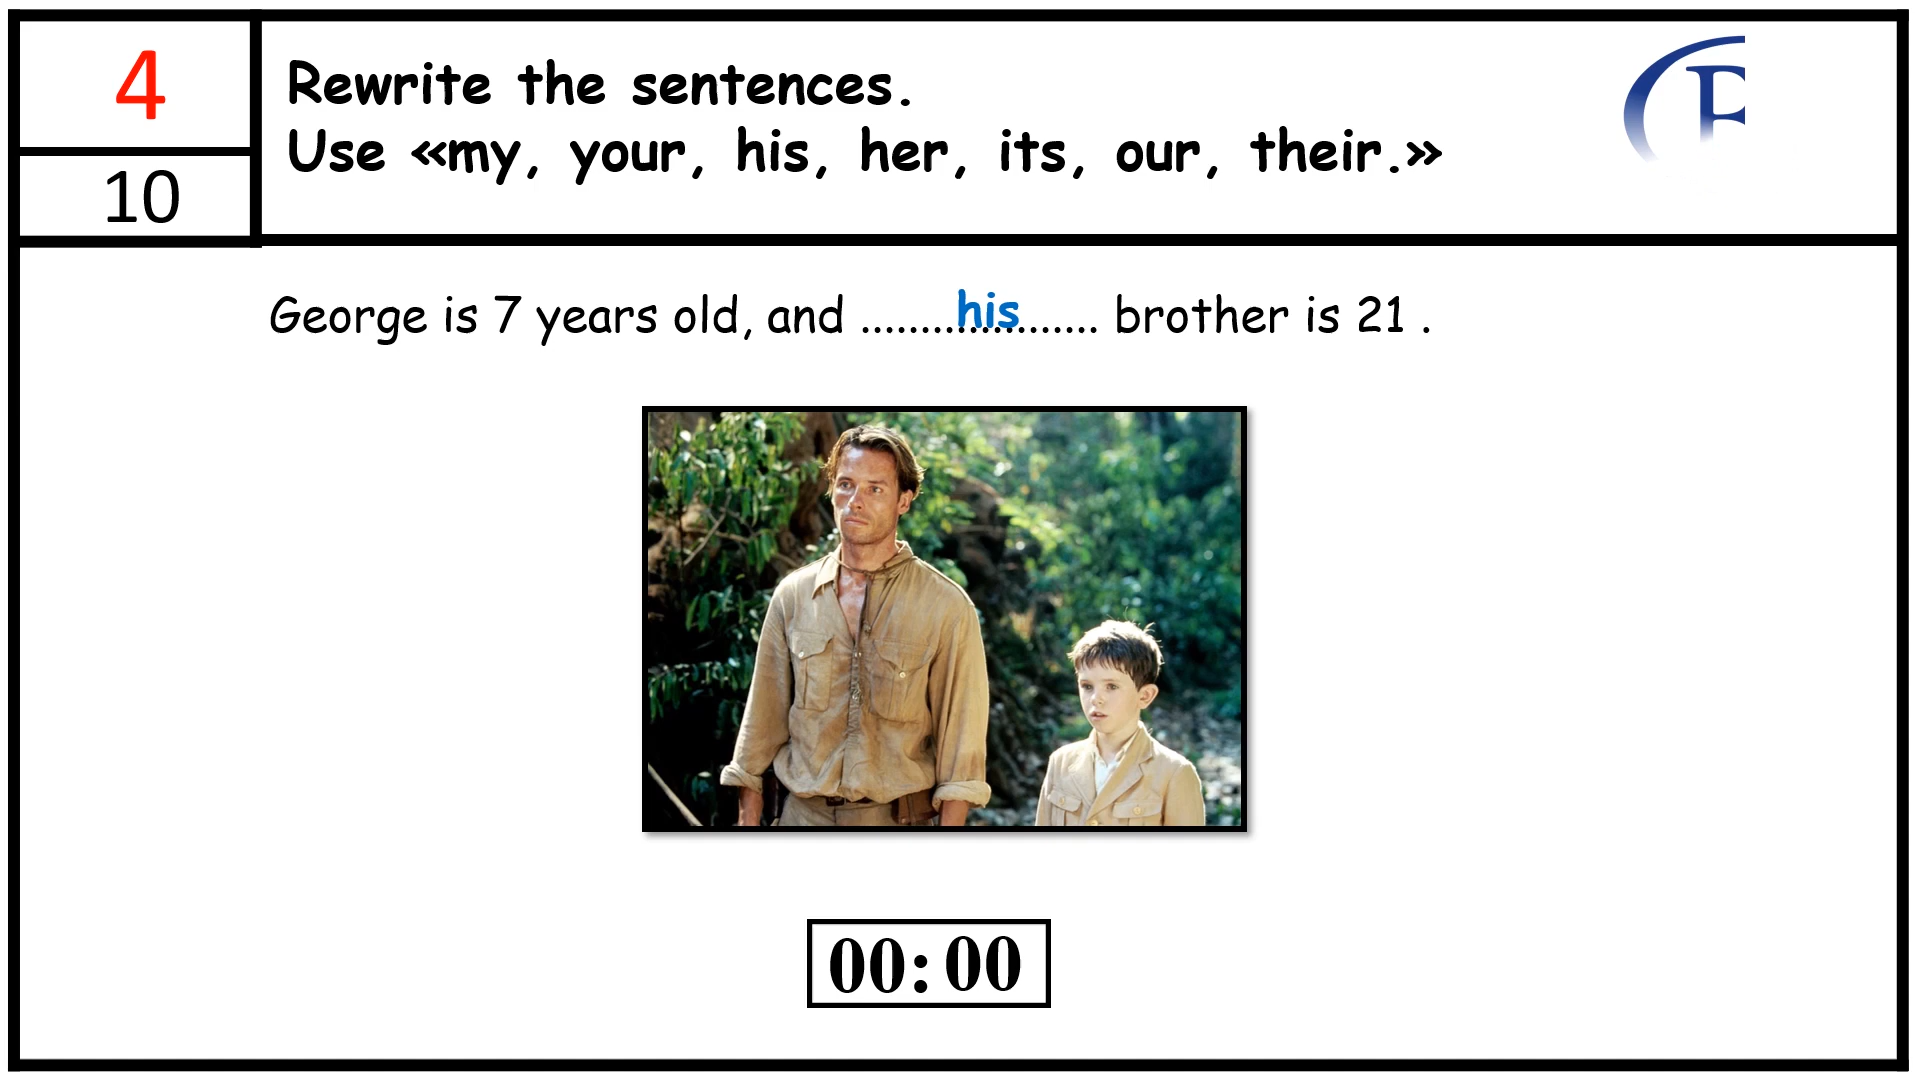 4
10
Rewrite the sentences.
Use «my, your, his, her, its, our, their.»
George is 7 years old, and ......his...... brother is 21 .
00:00